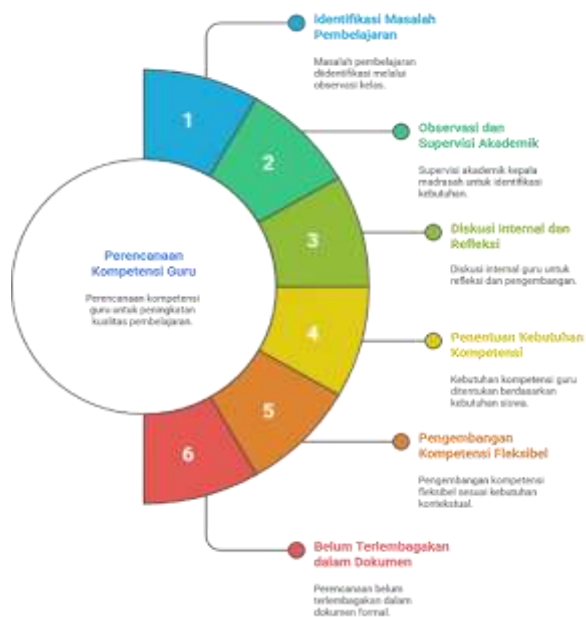 Identifikasi Masalah
Pembelajaran
Masalah pembelajaran
diidentifikasi melalui
observasi kelas.
1
Observasi dan
Supervisi Akademik
Supervisi akademik kepala
madrasah untuk identifikasi
kebutuhan.
2
Diskusi Internal dan
Refleksi
Diskusi internal guru untuk
refleksi dan pengembangan.
3
Perencanaan
Kompetensi Guru
Perencanaan kompetensi
guru untuk peningkatan
kualitas pembelajaran.
Penentuan Kebutuhan
Kompetensi
Kebutuhan kompetensi guru
ditentukan berdasarkan
kebutuhan siswa.
4
Pengembangan
Kompetensi Fleksibel
Pengembangan kompetensi
fleksibel sesuai kebutuhan
kontekstual.
5
6
Belum Terlembagakan
dalam Dokumen
Perencanaan belum
terlembagakan dalam
dokumen formal.